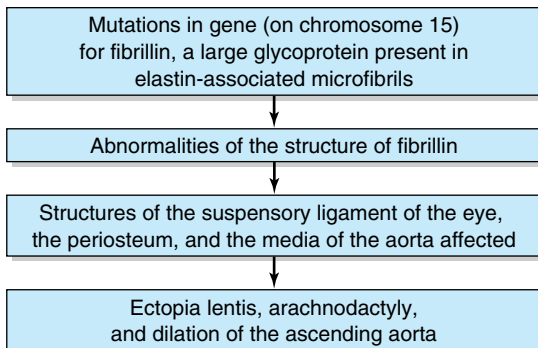 Mutations in gene (on chromosome 15)
for fibrillin, a large glycoprotein present in
elastin-associated microfibrils
Abnormalities of the structure of fibrillin
Structures of the suspensory ligament of the eye,
the periosteum, and the media of the aorta affected
Ectopia lentis, arachnodactyly,
and dilation of the ascending aorta